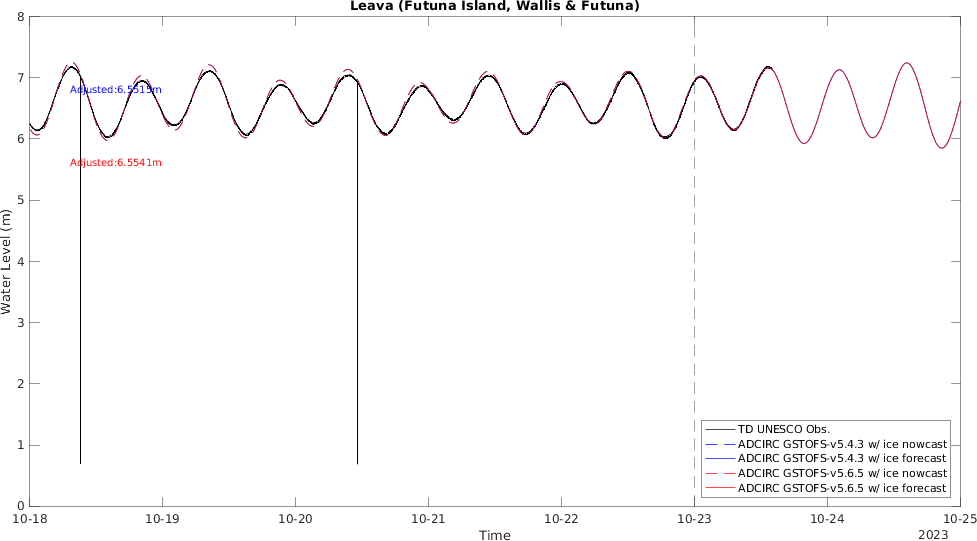 Leava (Futuna Island, Wallis & Futuna)
8
7
6
5
4
3
2
1
0
Water Level (m)
Adjusted:6.5515m
Adjusted:6.5541m
TD UNESCO Obs.
ADCIRC GSTOFS-v5.4.3 w/ ice nowcast
ADCIRC GSTOFS-v5.4.3 w/ ice forecast
ADCIRC GSTOFS-v5.6.5 w/ ice nowcast
ADCIRC GSTOFS-v5.6.5 w/ ice forecast
10-18 10-19 10-20 10-21 10-22 10-23 10-24 10-25
Time
2023